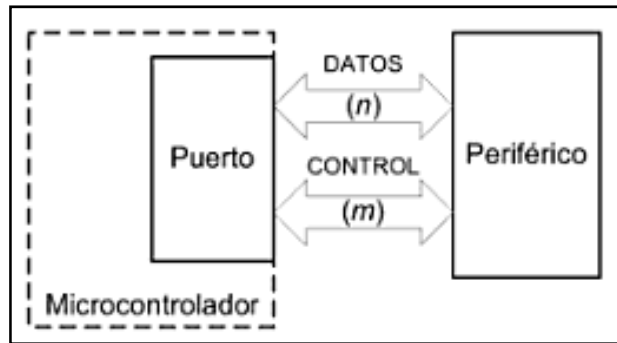 DATOS
(n)
Puerto
Periférico
CONTROL
(m)
Microcontrolador